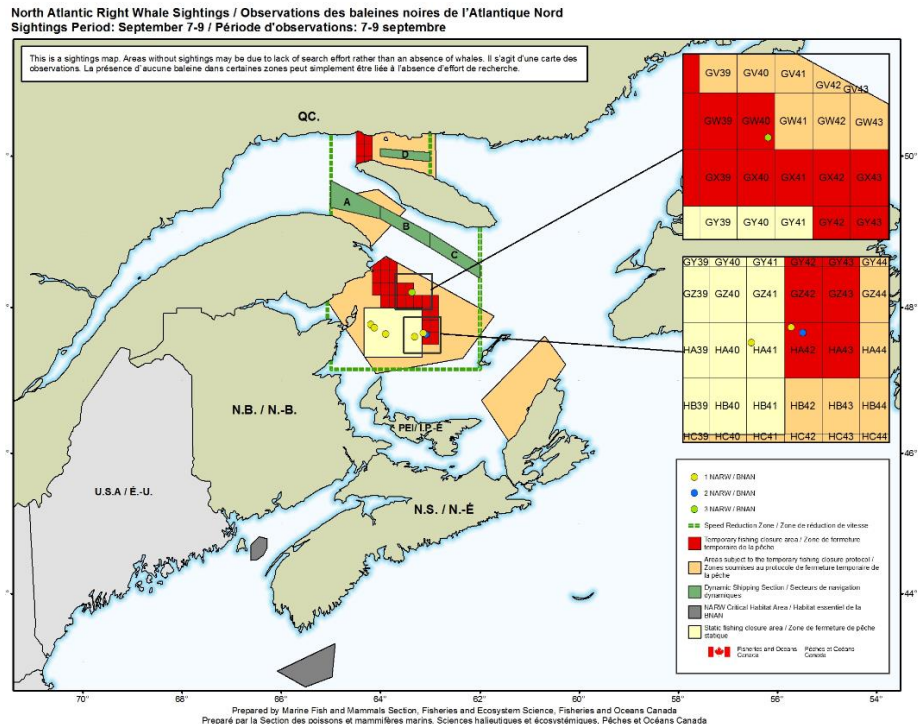 North Atlantic Right Whale Sightings / Observations des baleines noires de l'Atlantique Nord
Sightings Period: September 7-9 / Période d'observations: 7-9 septembre
This is a sightings map. Areas without sightings may be due to lack of search effort rather than an absence of whales. Il s'agit d'une carte des
observations. La présence d'aucune baleine dans certaines zones peut simplement être liée à l'absence d'effort de recherche.
QC.
D
A
B
C
N.B. / N.-B.
PEI/ I.P.-É
U.S.A / É.-U.
N.S. / N.-É
50°
48°
46°
44°
50°
48°
46°
44°
70°
68°
66°
64°
62°
60°
58°
56°
54°
GV39 GV40 GV41 GV42 GV43
GW39 GW40 GW41 GW42 GW43
GX39 GX40 GX41 GX42 GX43
GY39 GY40 GY41 GY42 GY43
GY39 GY40 GY41 GY42 GY43 GY44
GZ39 GZ40 GZ41 GZ42 GZ43 GZ44
HA39 HA40 HA41 HA42 HA43 HA44
HB39 HB40 HB41 HB42 HB43 HB44
HC39 HC40 HC41 HC42 HC43 HC44
1 NARW / BNAN
2 NARW / BNAN
3 NARW / BNAN
Speed Reduction Zone / Zone de réduction de vitesse
Temporary fishing closure area / Zone de fermeture
temporaire de la pêche
Areas subject to the temporary fishing closure protocol /
Zones soumises au protocole de fermeture temporaire de
la pêche
Dynamic Shipping Section / Secteurs de navigation
dynamiques
NARW Critical Habitat Area / Habitat essentiel de la
BNAN
Static fishing closure area / Zone de fermeture de pêche
statique
Fisheries and Oceans Pêches et Océans
Canada Canada
Prepared by Marine Fish and Mammals Section, Fisheries and Ecosystem Science, Fisheries and Oceans Canada
Preparé par la Section des poissons et mammifères marins, Sciences halieutiques et écosystémiques, Pêches et Océans Canada